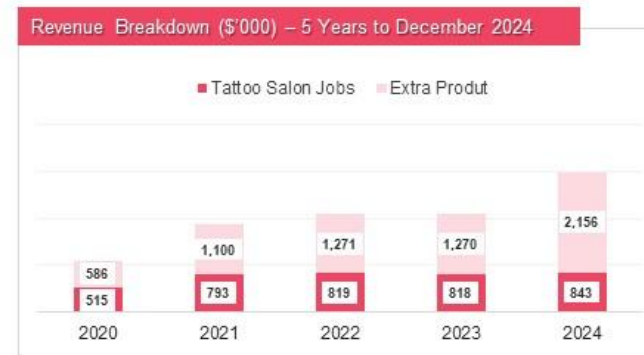 Revenue Breakdown ($'000) – 5 Years to December 2024
Tattoo Salon Jobs Extra Produt
2,156
1,271 1,270
1,100
586
515 793 819 818 843
2020 2021 2022 2023 2024